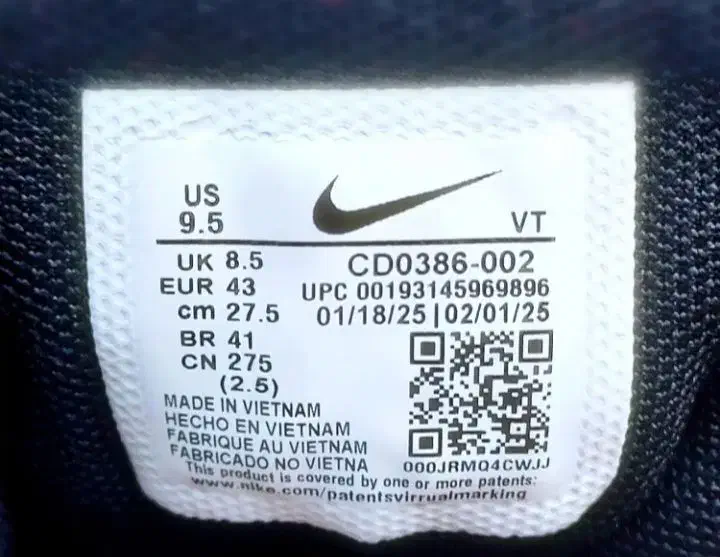 US
9.5
VT
UK 8.5
EUR 43
cm 27.5
BR 41
CN 275
(2.5)
CD0386-002
UPC 00193145969896
01/18/25|02/01/25
MADE IN VIETNAM
HECHO EN VIETNAM
FABRIQUE AU VIETNAM
FABRICADO NO VIETNA
000JRMQ4CWJJ
This product is covered by one or more patents:
www.nike.com/patentsvirrualmarking